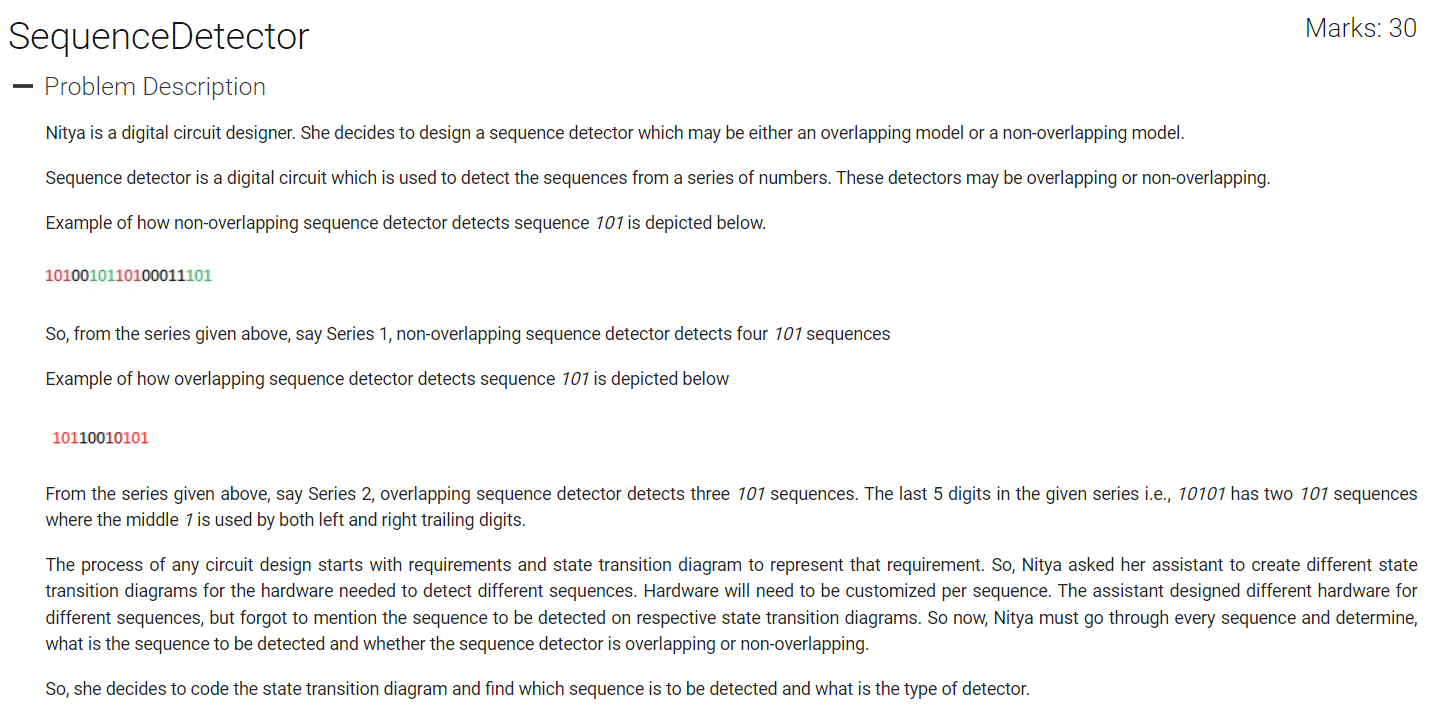 SequenceDetector
Marks: 30
Problem Description
Nitya is a digital circuit designer. She decides to design a sequence detector which may be either an overlapping model or a non-overlapping model.
Sequence detector is a digital circuit which is used to detect the sequences from a series of numbers. These detectors may be overlapping or non-overlapping.
Example of how non-overlapping sequence detector detects sequence 101 is depicted below.
1010010110100011101
So, from the series given above, say Series 1, non-overlapping sequence detector detects four 101 sequences
Example of how overlapping sequence detector detects sequence 101 is depicted below
10110010101
From the series given above, say Series 2, overlapping sequence detector detects three 101 sequences. The last 5 digits in the given series i.e., 10101 has two 101 sequences
where the middle 1 is used by both left and right trailing digits.
The process of any circuit design starts with requirements and state transition diagram to represent that requirement. So, Nitya asked her assistant to create different state
transition diagrams for the hardware needed to detect different sequences. Hardware will need to be customized per sequence. The assistant designed different hardware for
different sequences, but forgot to mention the sequence to be detected on respective state transition diagrams. So now, Nitya must go through every sequence and determine,
what is the sequence to be detected and whether the sequence detector is overlapping or non-overlapping.
So, she decides to code the state transition diagram and find which sequence is to be detected and what is the type of detector.